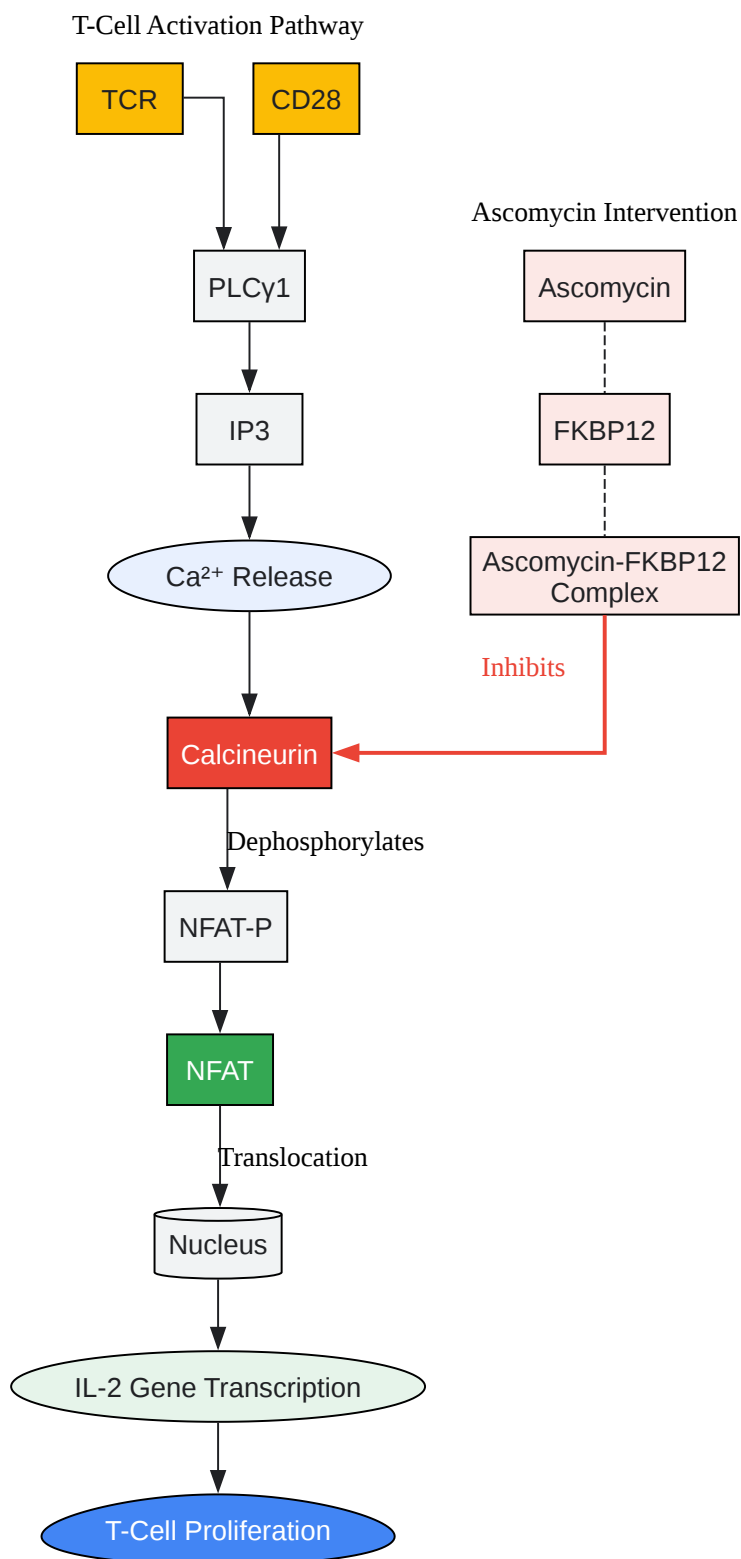 T-Cell Activation Pathway
TCR
CD28
Ascomycin Intervention
PLCγ1
Ascomycin
IP3
FKBP12
Ca²⁺ Release
Ascomycin-FKBP12
Complex
Inhibits
Calcineurin
Dephosphorylates
NFAT-P
NFAT
Translocation
Nucleus
IL-2 Gene Transcription
T-Cell Proliferation